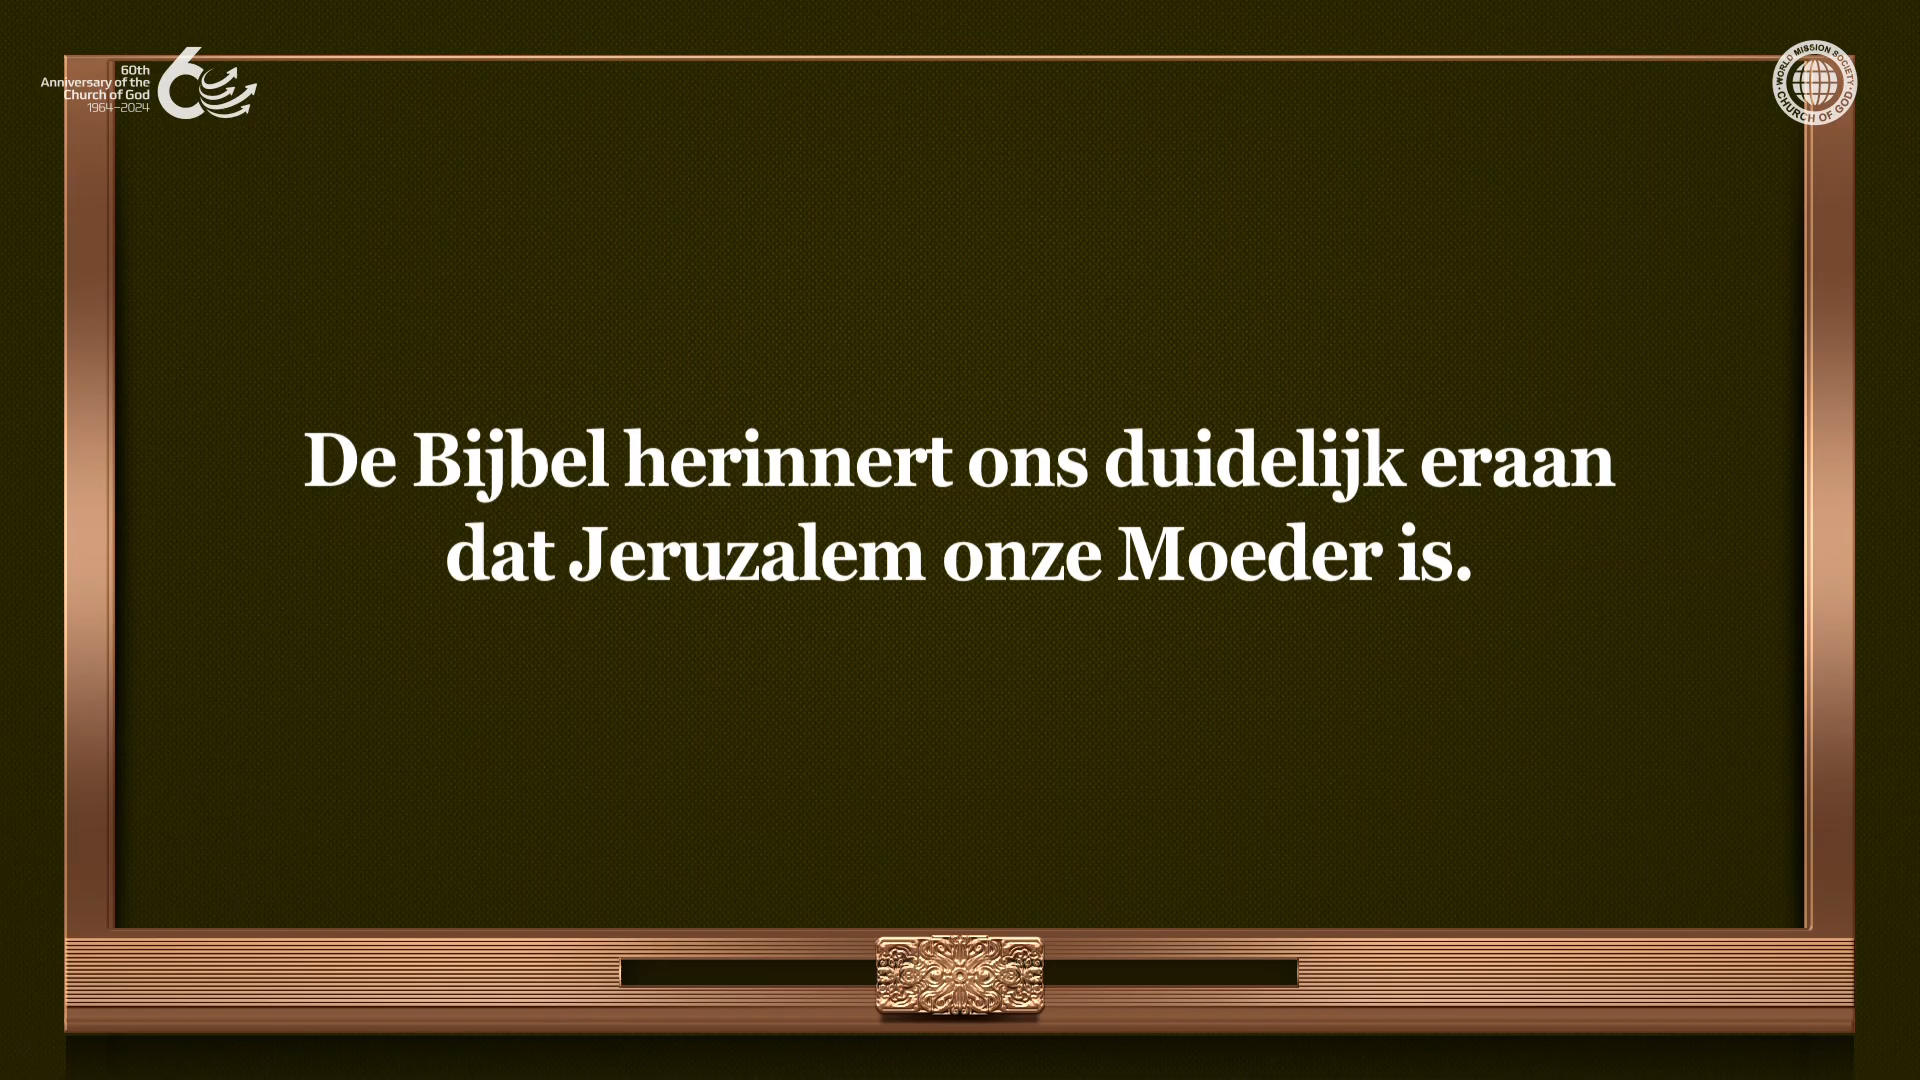 60th
Anniversary of the
Church of God
1964–2024
WORLD MISSION SOCIETY
CHURCH OF GOD
De Bijbel herinnert ons duidelijk eraan
dat Jeruzalem onze Moeder is.